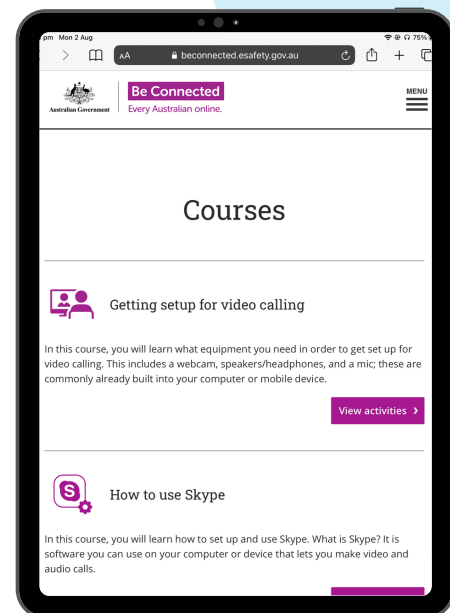 pm Mon 2 Aug
75%
AA
beconnected.esafety.gov.au
Australian Government
Be Connected
Every Australian online.
MENU
Courses
Getting setup for video calling
In this course, you will learn what equipment you need in order to get set up for
video calling. This includes a webcam, speakers/headphones, and a mic; these are
commonly already built into your computer or mobile device.
View activities
How to use Skype
In this course, you will learn how to set up and use Skype. What is Skype? It is
software you can use on your computer or device that lets you make video and
audio calls.